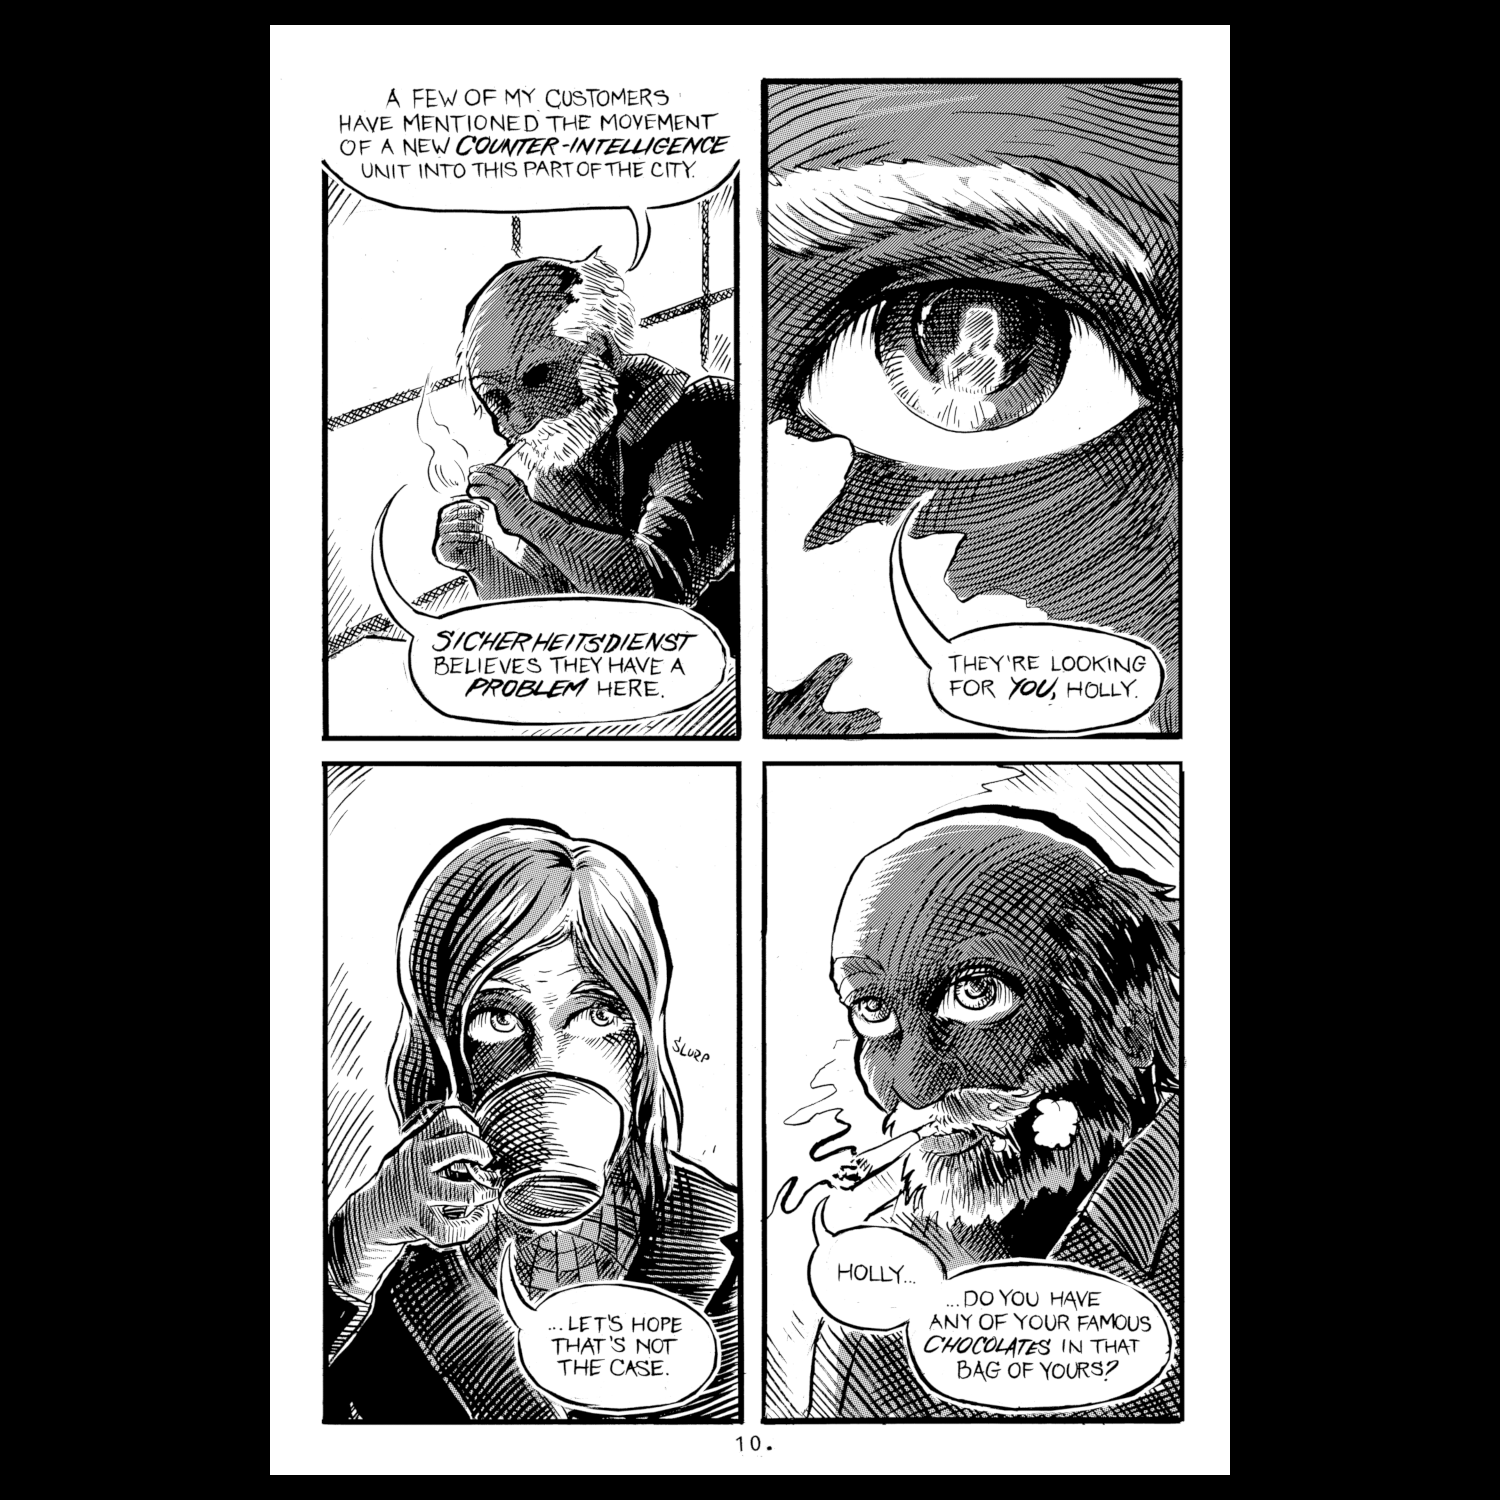 A FEW OF MY CUSTOMERS
HAVE MENTIONED THE MOVEMENT
OF A NEW COUNTER-INTELLIGENCE
UNIT INTO THIS PART OF THE CITY.
SICHERHEITSDIENST
BELIEVES THEY HAVE A
PROBLEM HERE.
THEY'RE LOOKING
FOR YOU, HOLLY.
SLURP
...LET'S HOPE
THAT'S NOT
THE CASE.
HOLLY...
...DO YOU HAVE
ANY OF YOUR FAMOUS
CHOCOLATES IN THAT
BAG OF YOURS?
10.